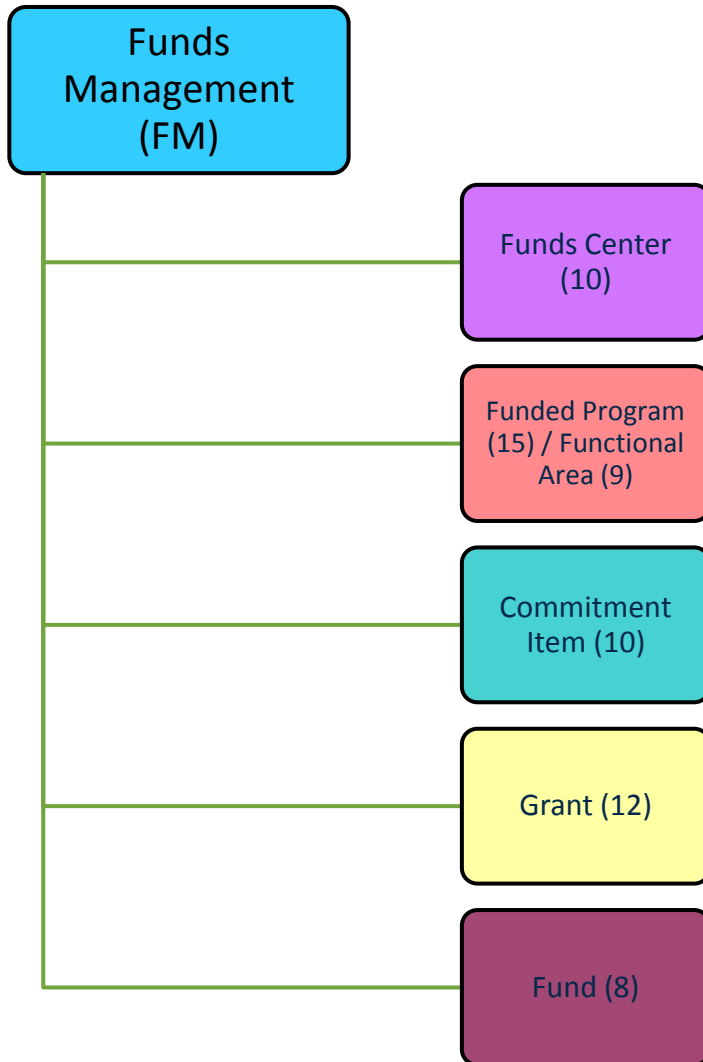 Funds
Management
(FM)
Funds Center
(10)
Funded Program
(15) / Functional
Area (9)
Commitment
Item (10)
Grant (12)
Fund (8)